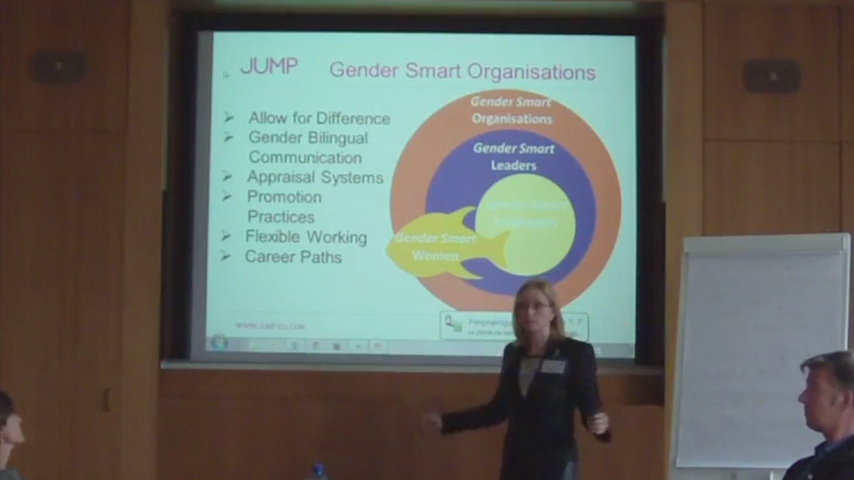 JUMP
Gender Smart Organisations
Allow for Difference
Gender Bilingual
Communication
Appraisal Systems
Promotion
Practices
Flexible Working
Career Paths
Gender Smart
Organisations
Gender Smart
Leaders
Gender Smart
Women